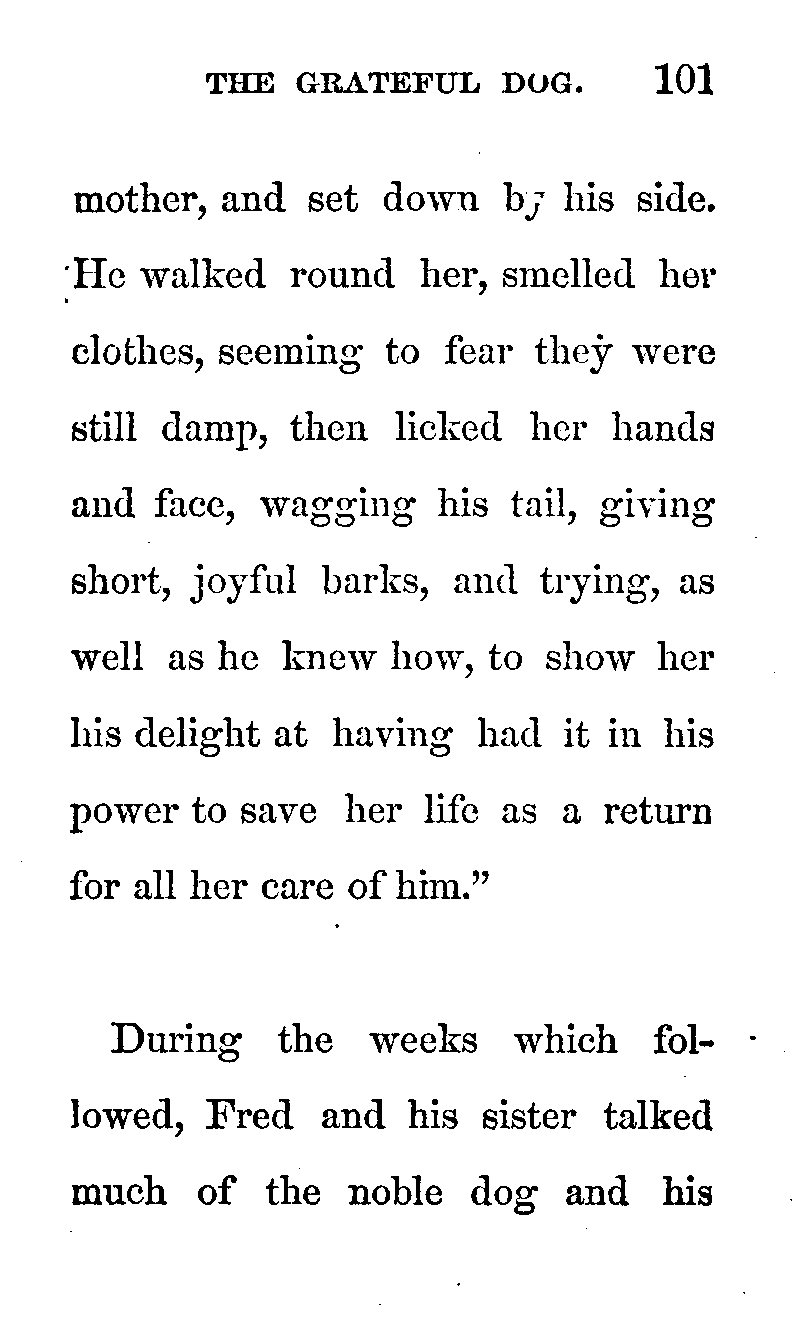 THE GRATEFUL DOG. 101
mother, and set down by his side.
He walked round her, smelled her
clothes, seeming to fear they were
still damp, then licked her hands
and face, wagging his tail, giving
short, joyful barks, and trying, as
well as he knew how, to show her
his delight at having had it in his
power to save her life as a return
for all her care of him.”
During the weeks which fol-
lowed, Fred and his sister talked
much of the noble dog and his